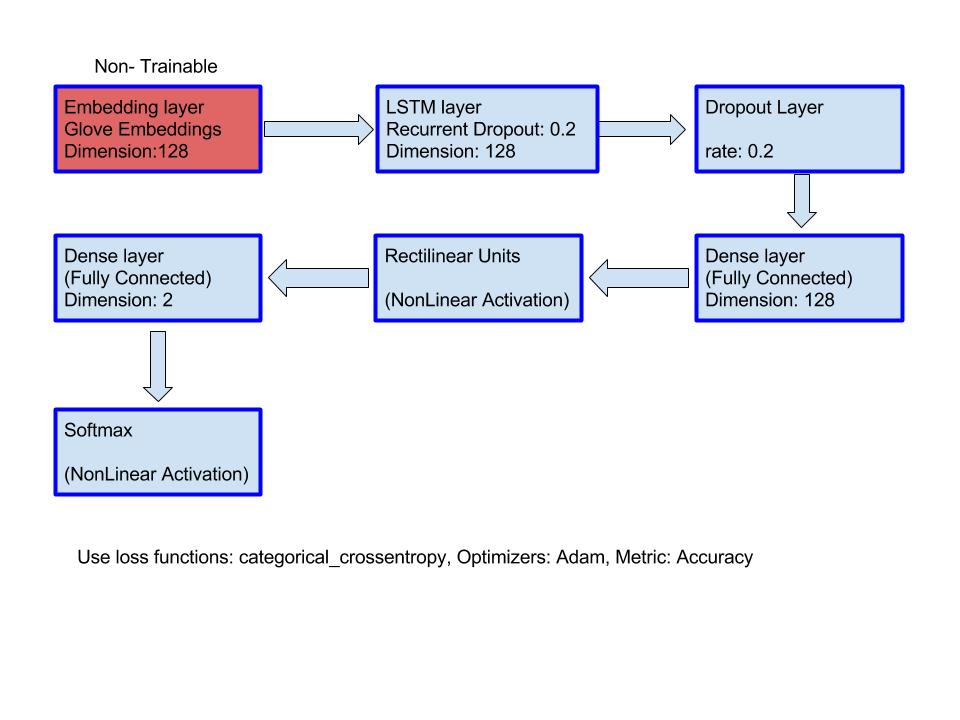 Non- Trainable
Embedding layer
Glove Embeddings
Dimension:128
LSTM layer
Recurrent Dropout: 0.2
Dimension: 128
Dropout Layer
rate: 0.2
Dense layer
(Fully Connected)
Dimension: 128
Rectilinear Units
(NonLinear Activation)
Dense layer
(Fully Connected)
Dimension: 2
Softmax
(NonLinear Activation)
Use loss functions: categorical_crossentropy, Optimizers: Adam, Metric: Accuracy